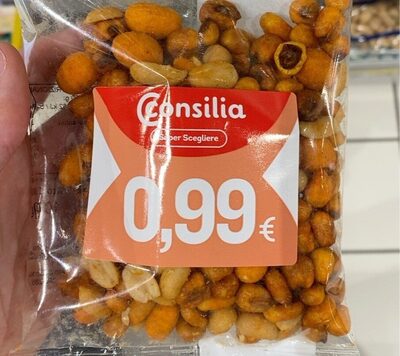 Consilia
Saper Scegliere
0,99€